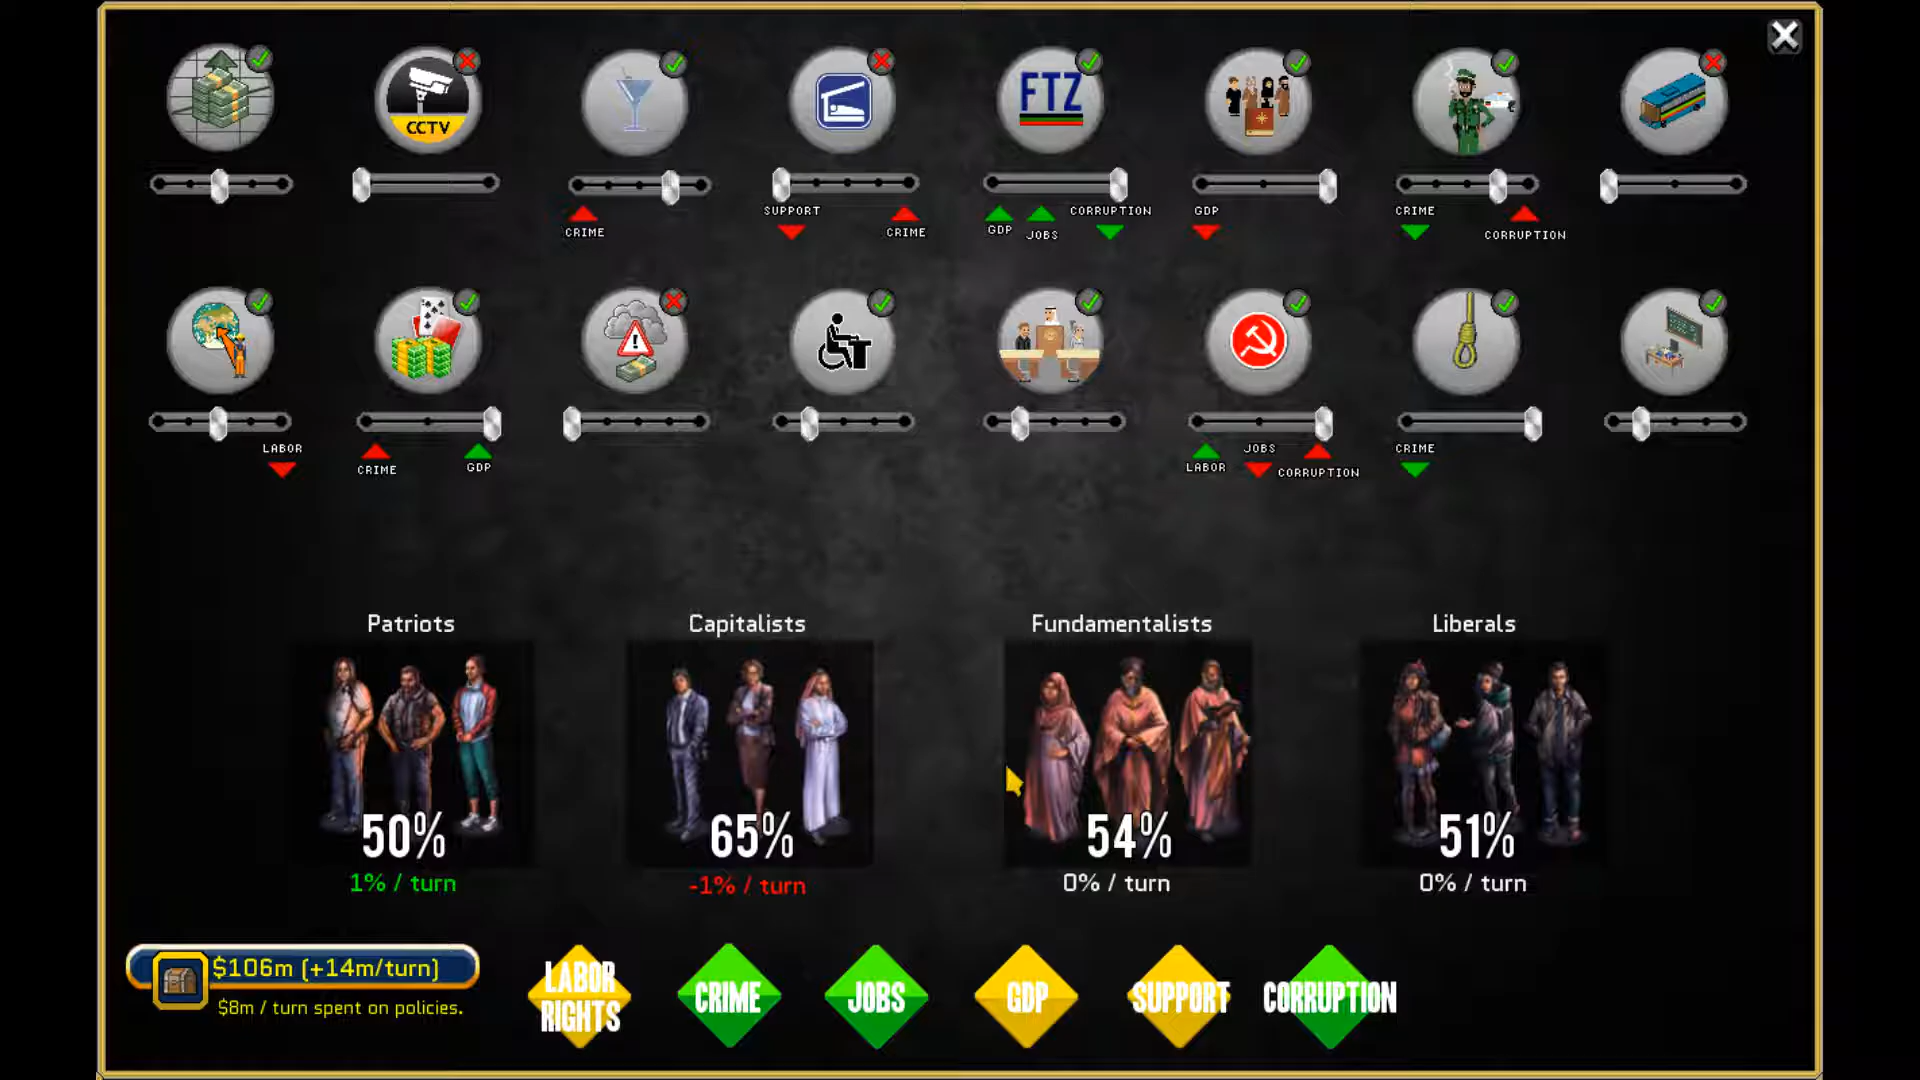 CCTV
FTZ
CRIME
SUPPORT
CRIME
GDP
JOBS
CORRUPTION
GDP
CRIME
CORRUPTION
LABOR
CRIME
GDP
LABOR
JOBS
CORRUPTION
CRIME
Patriots
Capitalists
Fundamentalists
Liberals
50%
65%
54%
51%
1% / turn
-1% / turn
0% / turn
0% / turn
$106m (+14m/turn)
$8m / turn spent on policies.
LABOR
RIGHTS
CRIME
JOBS
GDP
SUPPORT
CORRUPTION